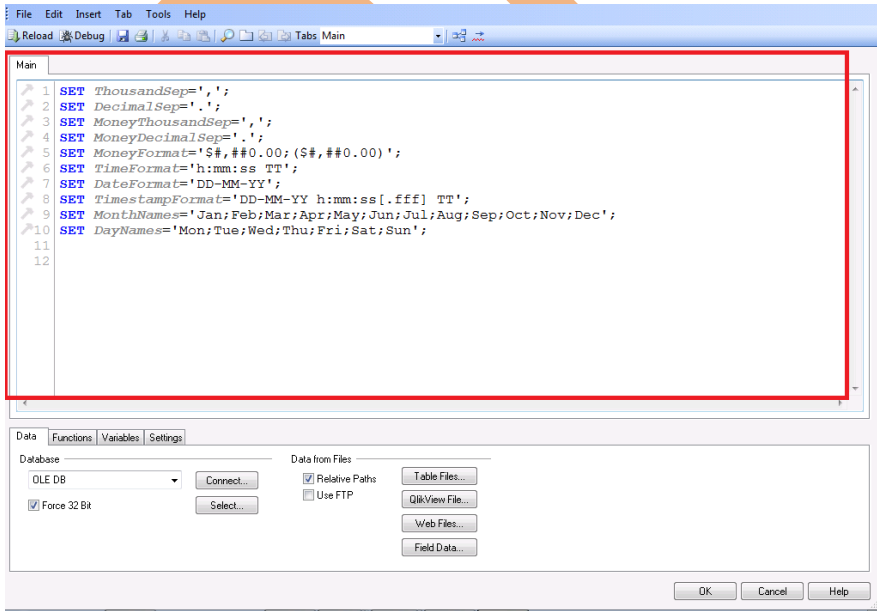 File Edit Insert Tab Tools Help
Reload Debug Tabs Main
Main
1 SET ThousandSep=',';
2 SET DecimalSep='.';
3 SET MoneyThousandSep=',';
4 SET MoneyDecimalSep='.';
5 SET MoneyFormat='$#,##0.00;($#,##0.00)';
6 SET TimeFormat='h:mm:ss TT';
7 SET DateFormat='DD-MM-YY';
8 SET TimestampFormat='DD-MM-YY h:mm:ss[.fff] TT';
9 SET MonthNames='Jan;Feb;Mar;Apr;May;Jun;Jul;Aug;Sep;Oct;Nov;Dec';
10 SET DayNames='Mon;Tue;Wed;Thu;Fri;Sat;Sun';
11
12
Data Functions Variables Settings
Database Data from Files
OLE DB Connect... Relative Paths Table Files...
Force 32 Bit Select... Use FTP QlikView File...
Web Files...
Field Data...
OK Cancel Help